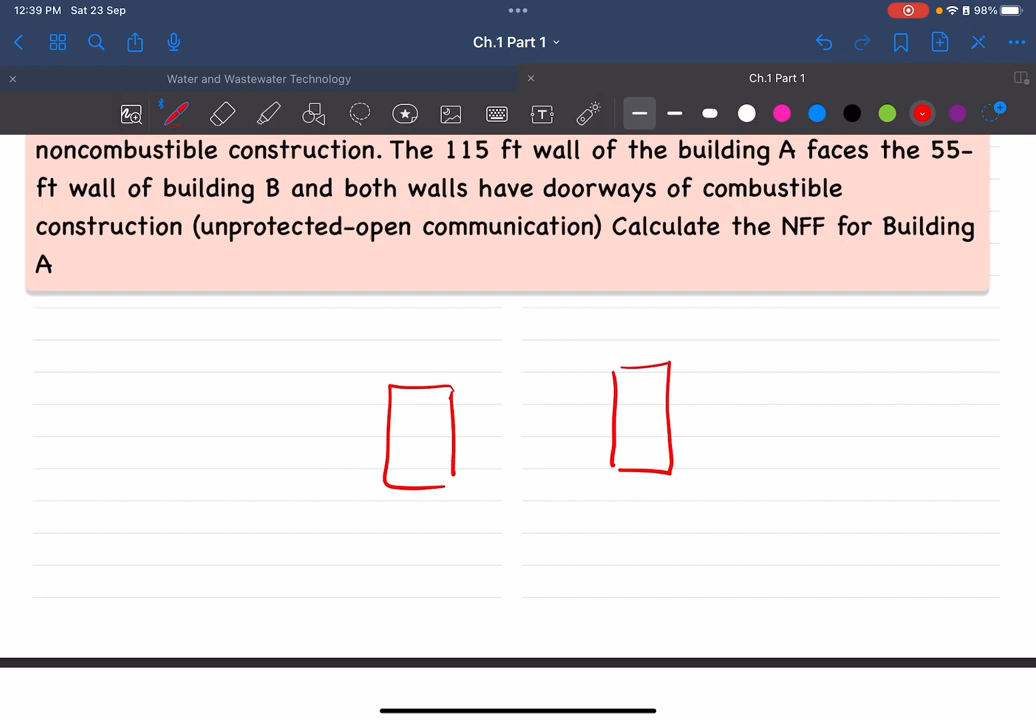 12:39 PM Sat 23 Sep
98%
Ch.1 Part 1
Water and Wastewater Technology
Ch.1 Part 1
noncombustible construction. The 115 ft wall of the building A faces the 55-
ft wall of building B and both walls have doorways of combustible
construction (unprotected-open communication) Calculate the NFF for Building
A